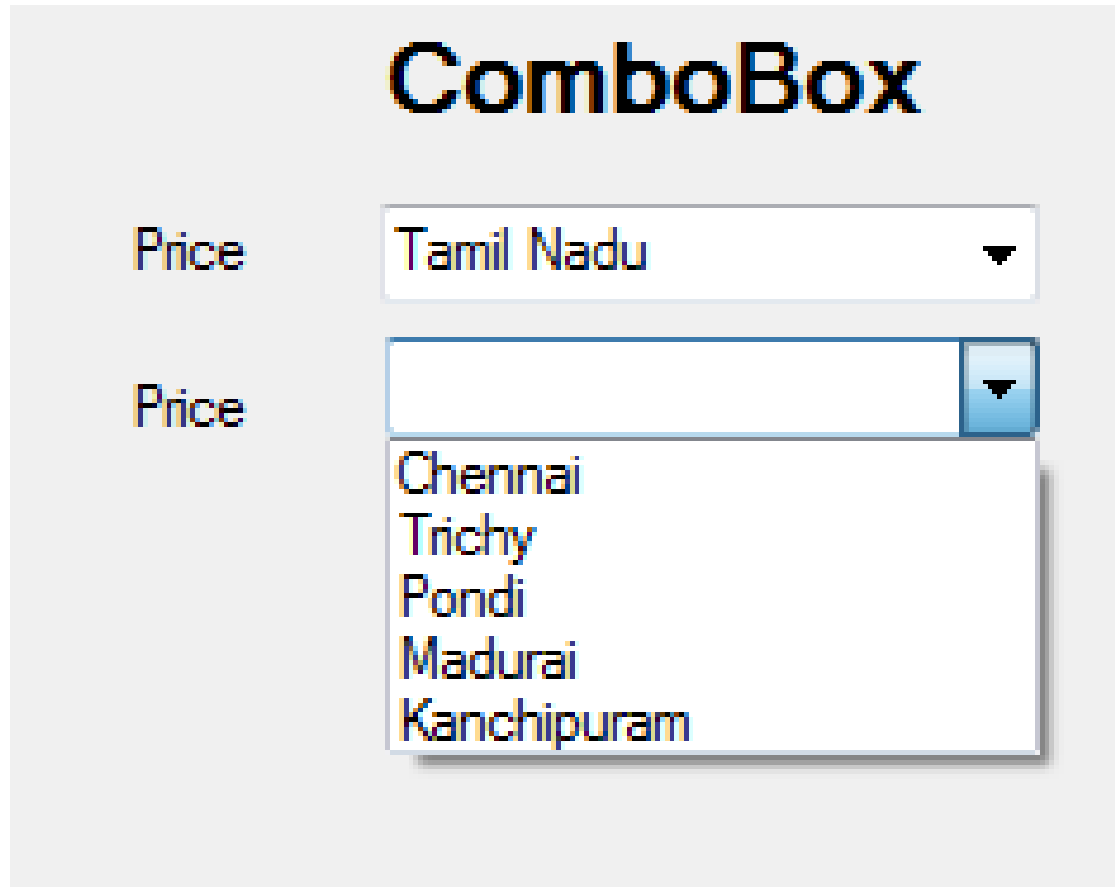 ComboBox
Price Tamil Nadu
Price
Chennai
Trichy
Pondi
Madurai
Kanchipuram